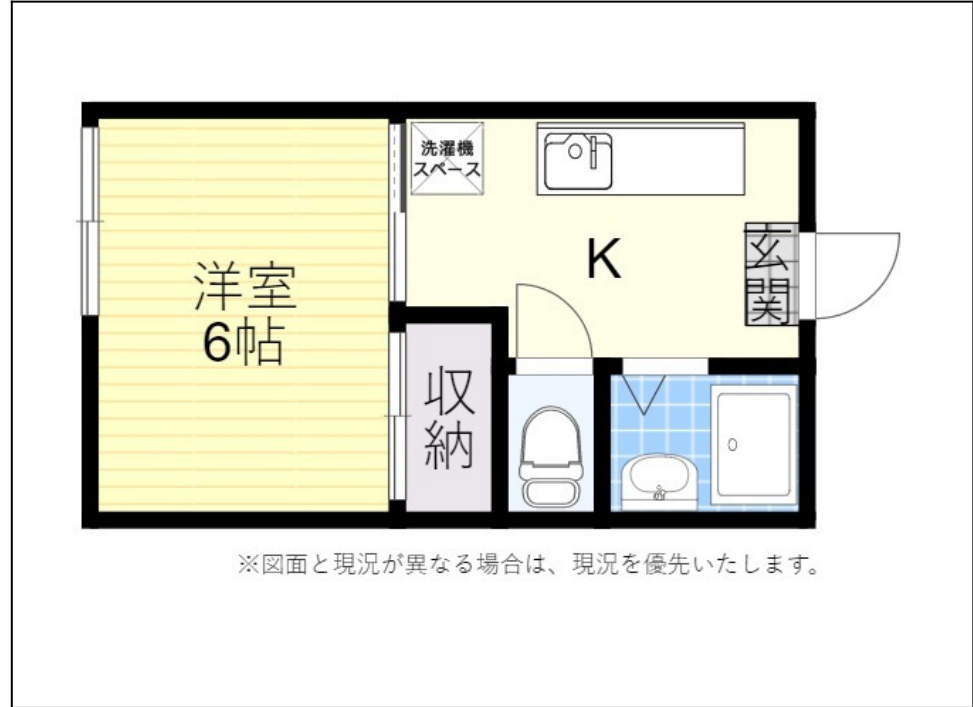 洗濯機
スペース
K
玄
関
洋室
6帖
収
納
※図面と現況が異なる場合は、現況を優先いたします。